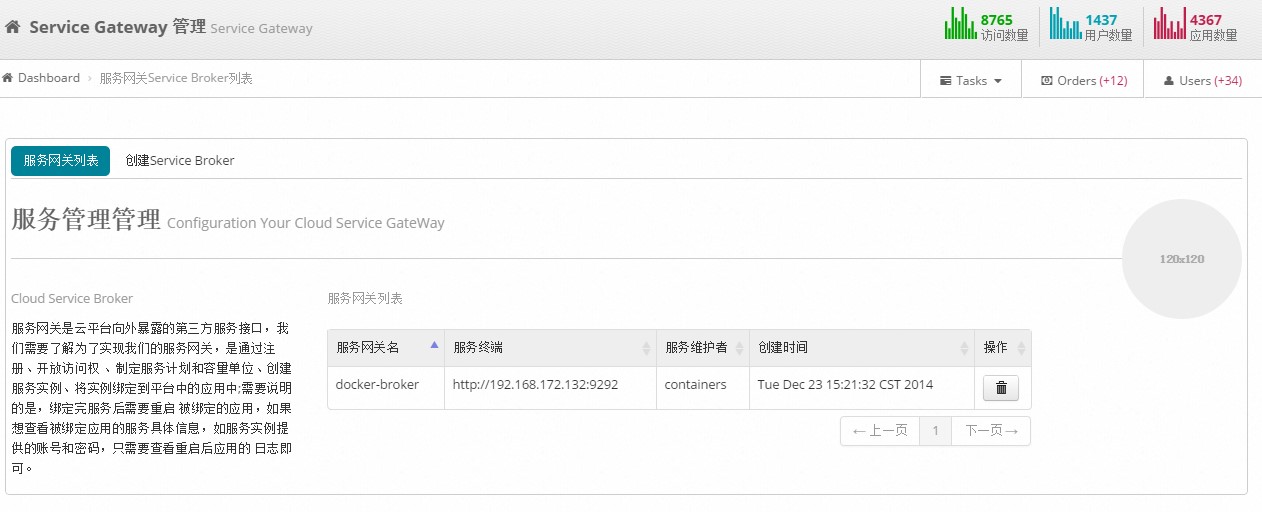 Service Gateway 管理 Service Gateway
8765
访问数量
1437
用户数量
4367
应用数量
Dashboard › 服务网关Service Broker列表
Tasks
Orders (+12)
Users (+34)
服务网关列表
创建Service Broker
服务管理管理 Configuration Your Cloud Service GateWay
120x120
Cloud Service Broker
服务网关是云平台向外暴露的第三方服务接口，我
们需要了解为了实现我们的服务网关，是通过注
册、开放访问权 、制定服务计划和容量单位、创建
服务实例、将实例绑定到平台中的应用中;需要说明
的是，绑定完服务后需要重启 被绑定的应用，如果
想查看被绑定应用的服务具体信息，如服务实例提
供的账号和密码，只需要查看重启后应用的 日志即
可。
服务网关列表
服务网关名 服务终端 服务维护者 创建时间 操作
docker-broker http://192.168.172.132:9292 containers Tue Dec 23 15:21:32 CST 2014
← 上一页 1 下一页 →